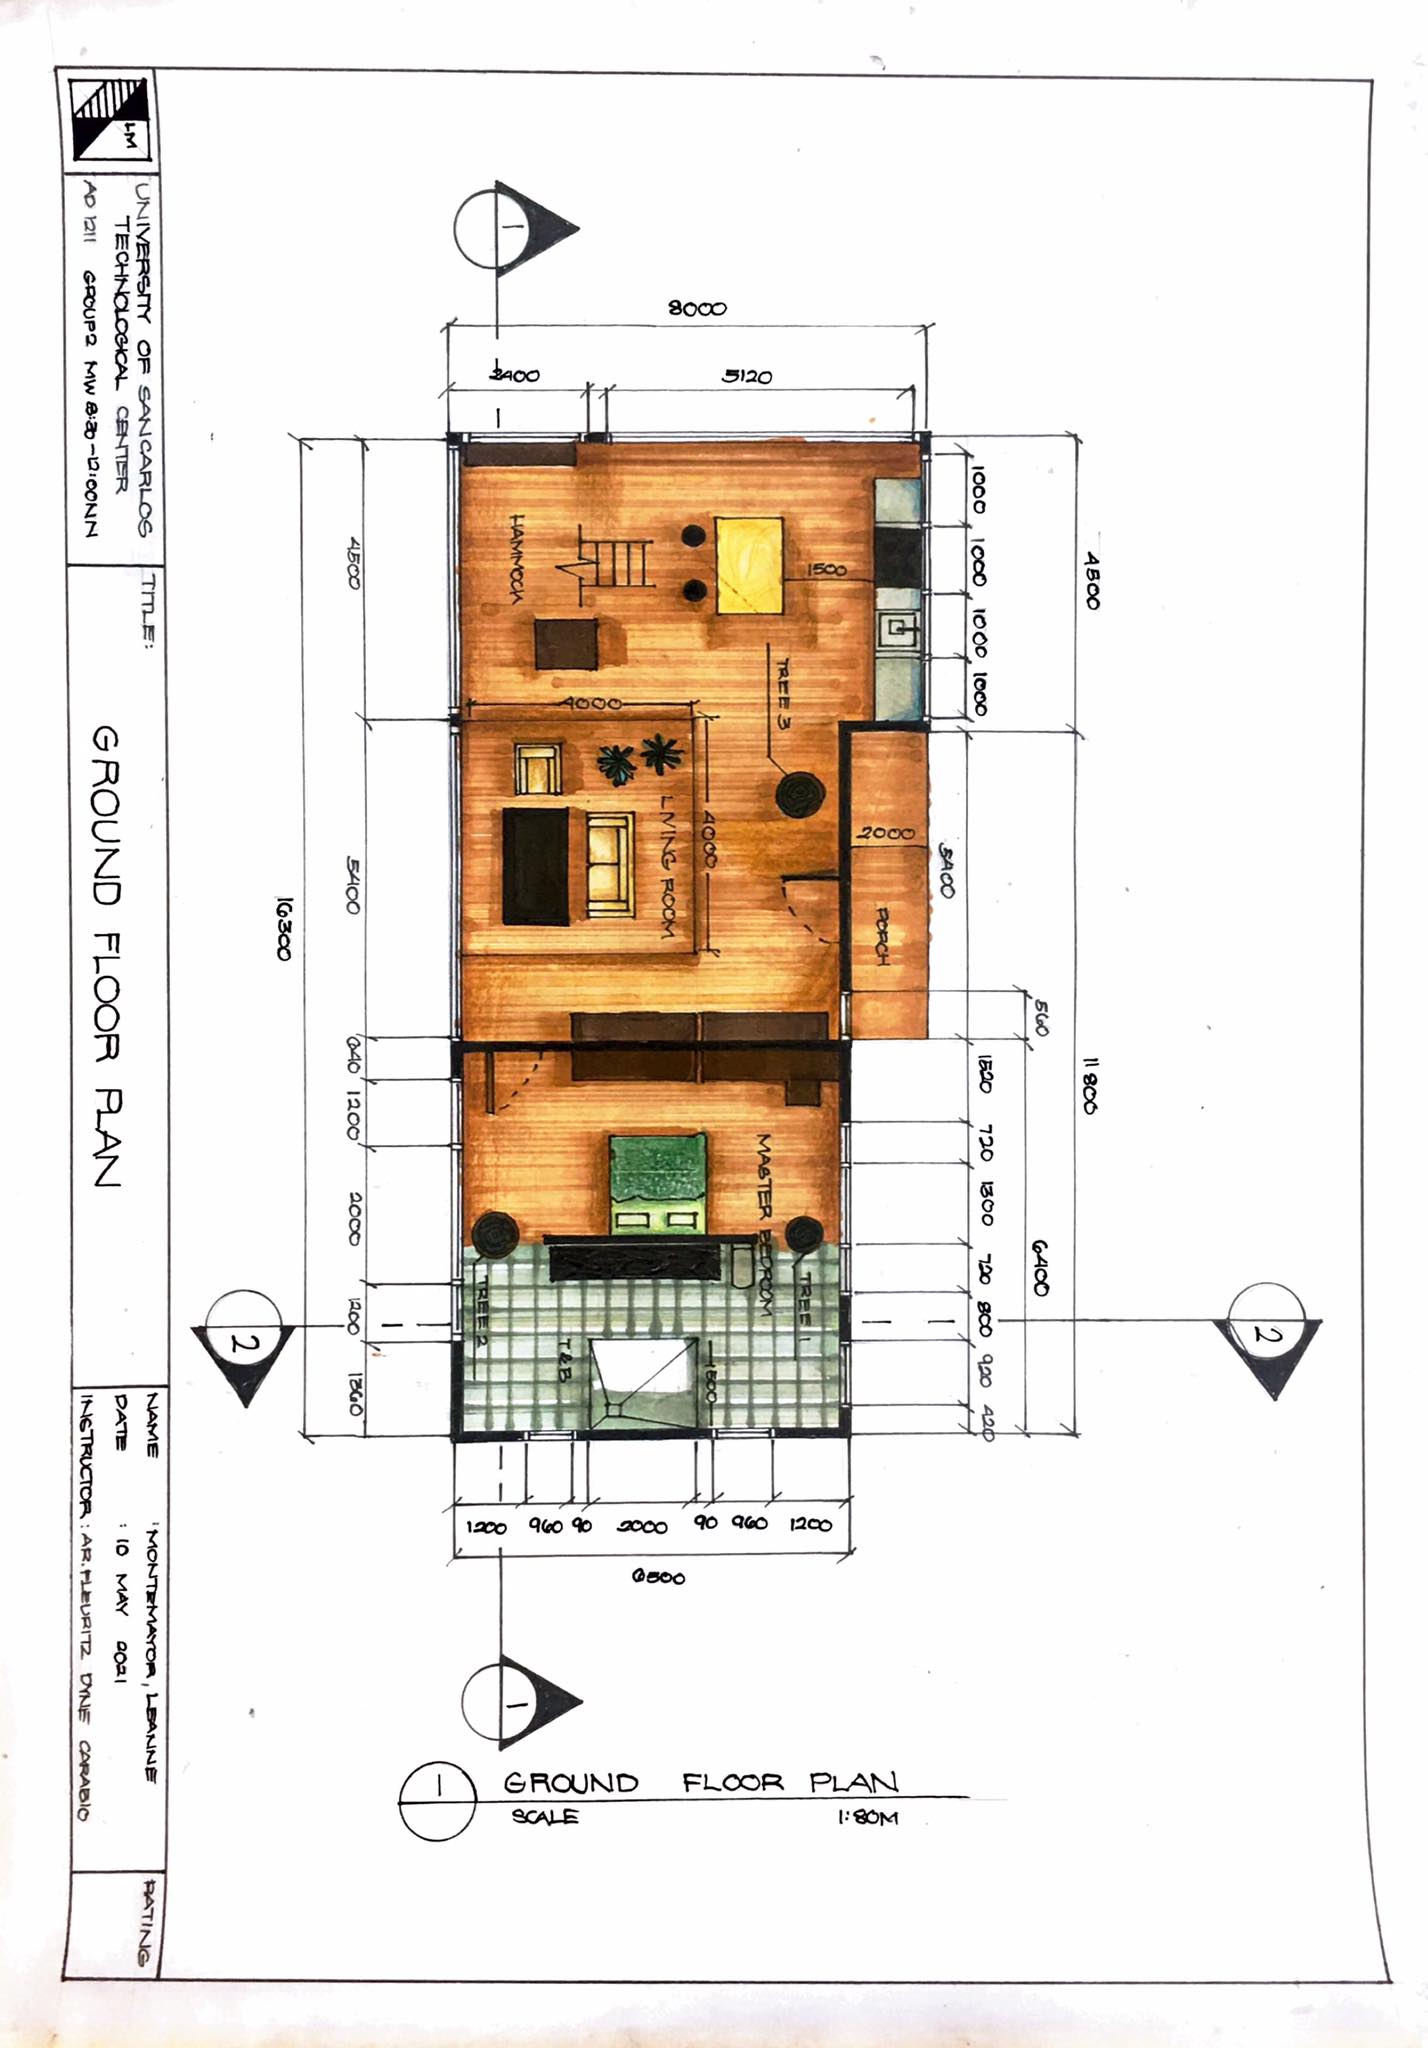 2
4500
11800
560
6400
1000 1000 1000 1000
1520 720 1300 720 800 920 420
5400
2000
PORCH
1500
TREE 3
TREE 1
MASTER BEDROOM
4000
LIVING ROOM
4000
1500
T&B
HAMMOCK
TREE 2
8000
5120
2400
1200
960
90
2000
90
960
1200
6500
1
1
4500 5400 640 1200 2000 1200 1360
16300
2
1
GROUND FLOOR PLAN
SCALE 1:80M
UNIVERSITY OF SAN CARLOS
TECHNOLOGICAL CENTER
AD 1211 GROUP 2 MW 8:30-12:00NN
LM
TITLE:
GROUND FLOOR PLAN
NAME : MONTEMAYOR, LEANNE
DATE : 10 MAY 2021
INSTRUCTOR : AR. FLEURITZ DYNE CARABIO
RATING